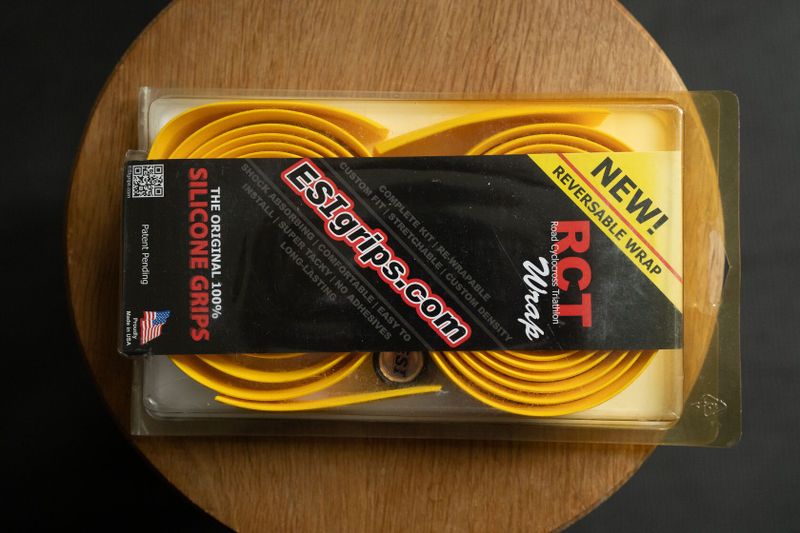 NEW!
REVERSABLE WRAP
RCT
Road Cyclocross Triathlon
Wrap
COMPLETE KIT | RE-WRAPABLE
CUSTOM FIT | STRETCHABLE | CUSTOM DENSITY
ESIgrips.com
SHOCK ABSORBING | COMFORTABLE | EASY TO
INSTALL | SUPER TACKY | NO ADHESIVES
LONG-LASTING
THE ORIGINAL 100%
SILICONE GRIPS
Patent Pending
Proudly
Made in USA
ESI